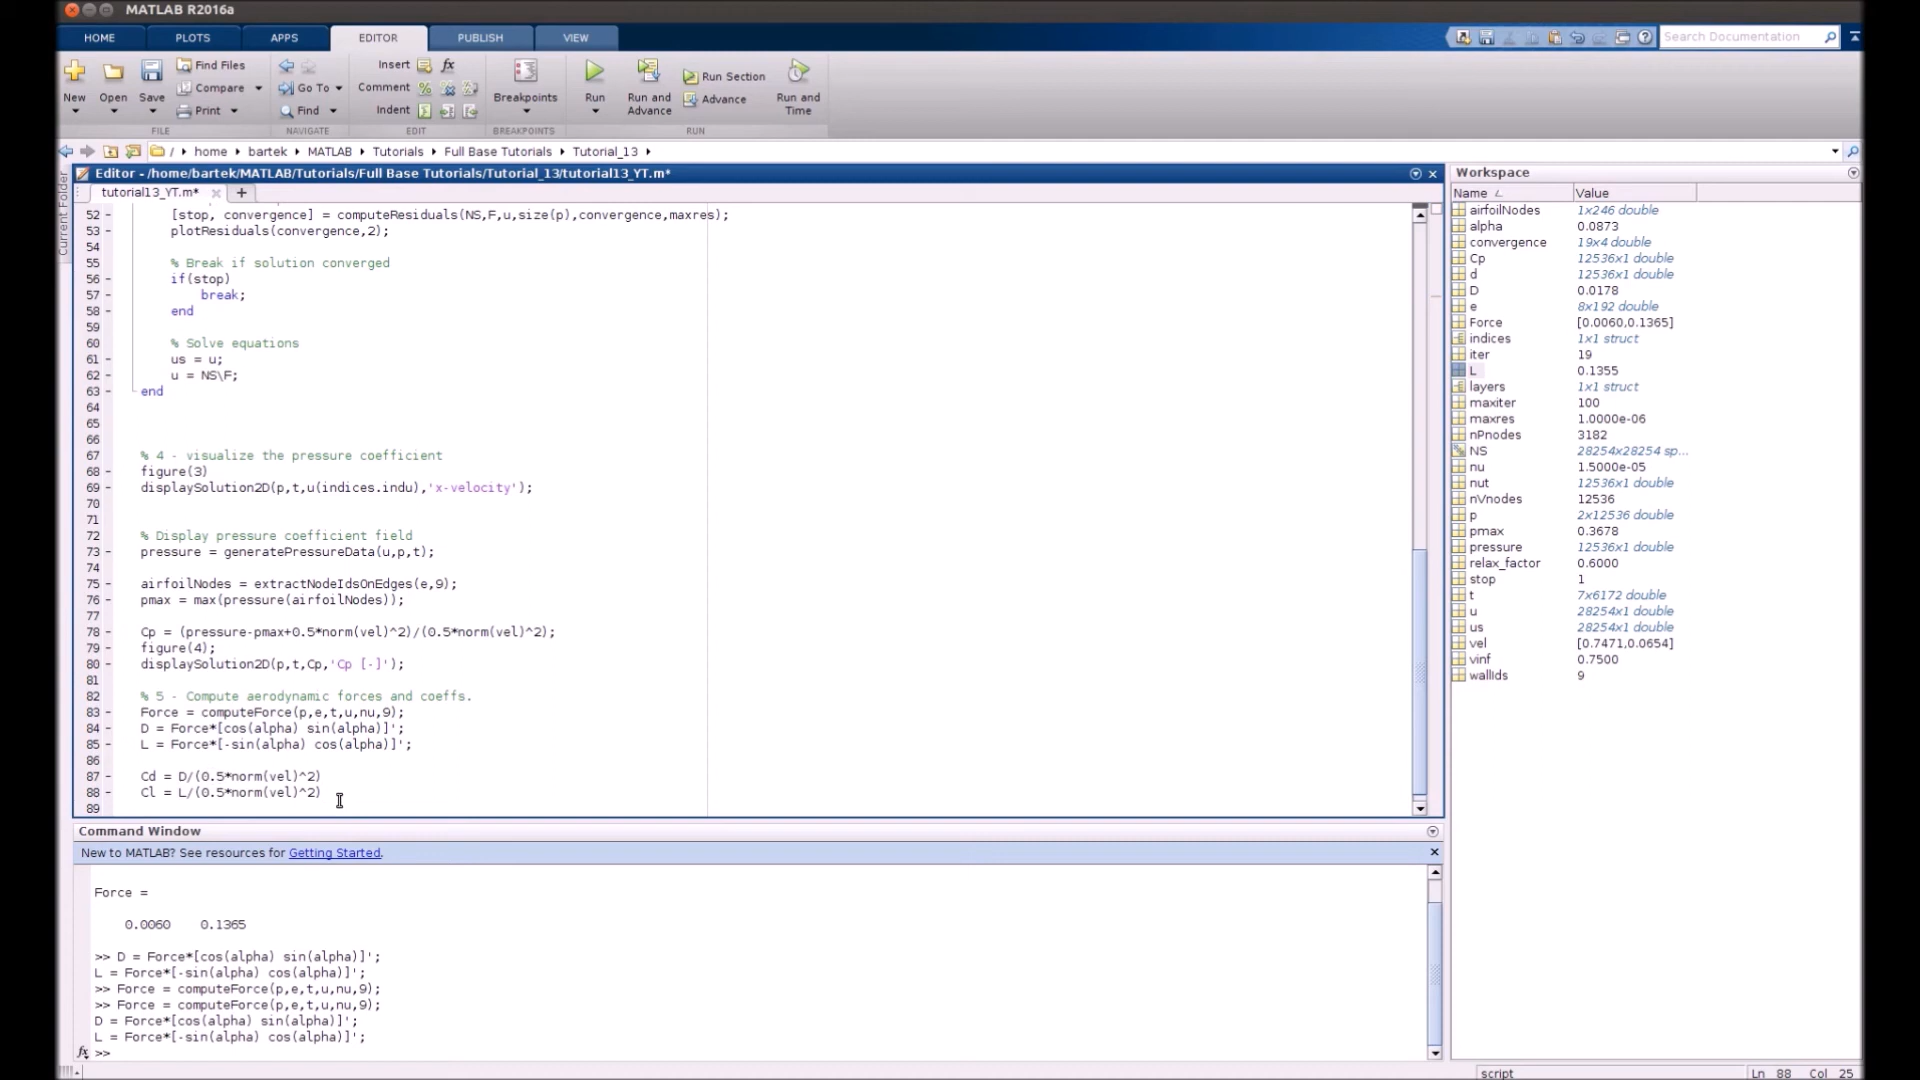 MATLAB R2016a
HOME PLOTS APPS EDITOR PUBLISH VIEW
Search Documentation
New Open Save Find Files Compare Print
Go To Find
Insert fx Comment Indent
Breakpoints
Run Run and Advance Run Section Advance Run and Time
FILE NAVIGATE EDIT BREAKPOINTS RUN
/ home bartek MATLAB Tutorials Full Base Tutorials Tutorial_13
Current Folder
Editor - /home/bartek/MATLAB/Tutorials/Full Base Tutorials/Tutorial_13/tutorial13_YT.m*
tutorial13_YT.m* +
52 - [stop, convergence] = computeResiduals(NS,F,u,size(p),convergence,maxres);
53 - plotResiduals(convergence,2);
54
55 % Break if solution converged
56 - if(stop)
57 - break;
58 - end
59
60 % Solve equations
61 - us = u;
62 - u = NS\F;
63 - end
64
65
66
67 % 4 - visualize the pressure coefficient
68 - figure(3)
69 - displaySolution2D(p,t,u(indices.indu),'x-velocity');
70
71
72 % Display pressure coefficient field
73 - pressure = generatePressureData(u,p,t);
74
75 - airfoilNodes = extractNodeIdsOnEdges(e,9);
76 - pmax = max(pressure(airfoilNodes));
77
78 - Cp = (pressure-pmax+0.5*norm(vel)^2)/(0.5*norm(vel)^2);
79 - figure(4);
80 - displaySolution2D(p,t,Cp,'Cp [-]');
81
82 % 5 - Compute aerodynamic forces and coeffs.
83 - Force = computeForce(p,e,t,u,nu,9);
84 - D = Force*[cos(alpha) sin(alpha)]';
85 - L = Force*[-sin(alpha) cos(alpha)]';
86
87 - Cd = D/(0.5*norm(vel)^2)
88 - Cl = L/(0.5*norm(vel)^2)
89
Command Window
New to MATLAB? See resources for Getting Started.
Force =
0.0060 0.1365
>> D = Force*[cos(alpha) sin(alpha)]';
L = Force*[-sin(alpha) cos(alpha)]';
>> Force = computeForce(p,e,t,u,nu,9);
>> Force = computeForce(p,e,t,u,nu,9);
D = Force*[cos(alpha) sin(alpha)]';
L = Force*[-sin(alpha) cos(alpha)]';
fx >>
Workspace
Name Value
airfoilNodes 1x246 double
alpha 0.0873
convergence 19x4 double
Cp 12536x1 double
d 12536x1 double
D 0.0178
e 8x192 double
Force [0.0060,0.1365]
indices 1x1 struct
iter 19
L 0.1355
layers 1x1 struct
maxiter 100
maxres 1.0000e-06
nPnodes 3182
NS 28254x28254 sp...
nu 1.5000e-05
nut 12536x1 double
nVnodes 12536
p 2x12536 double
pmax 0.3678
pressure 12536x1 double
relax_factor 0.6000
stop 1
t 7x6172 double
u 28254x1 double
us 28254x1 double
vel [0.7471,0.0654]
vinf 0.7500
wallIds 9
script Ln 88 Col 25